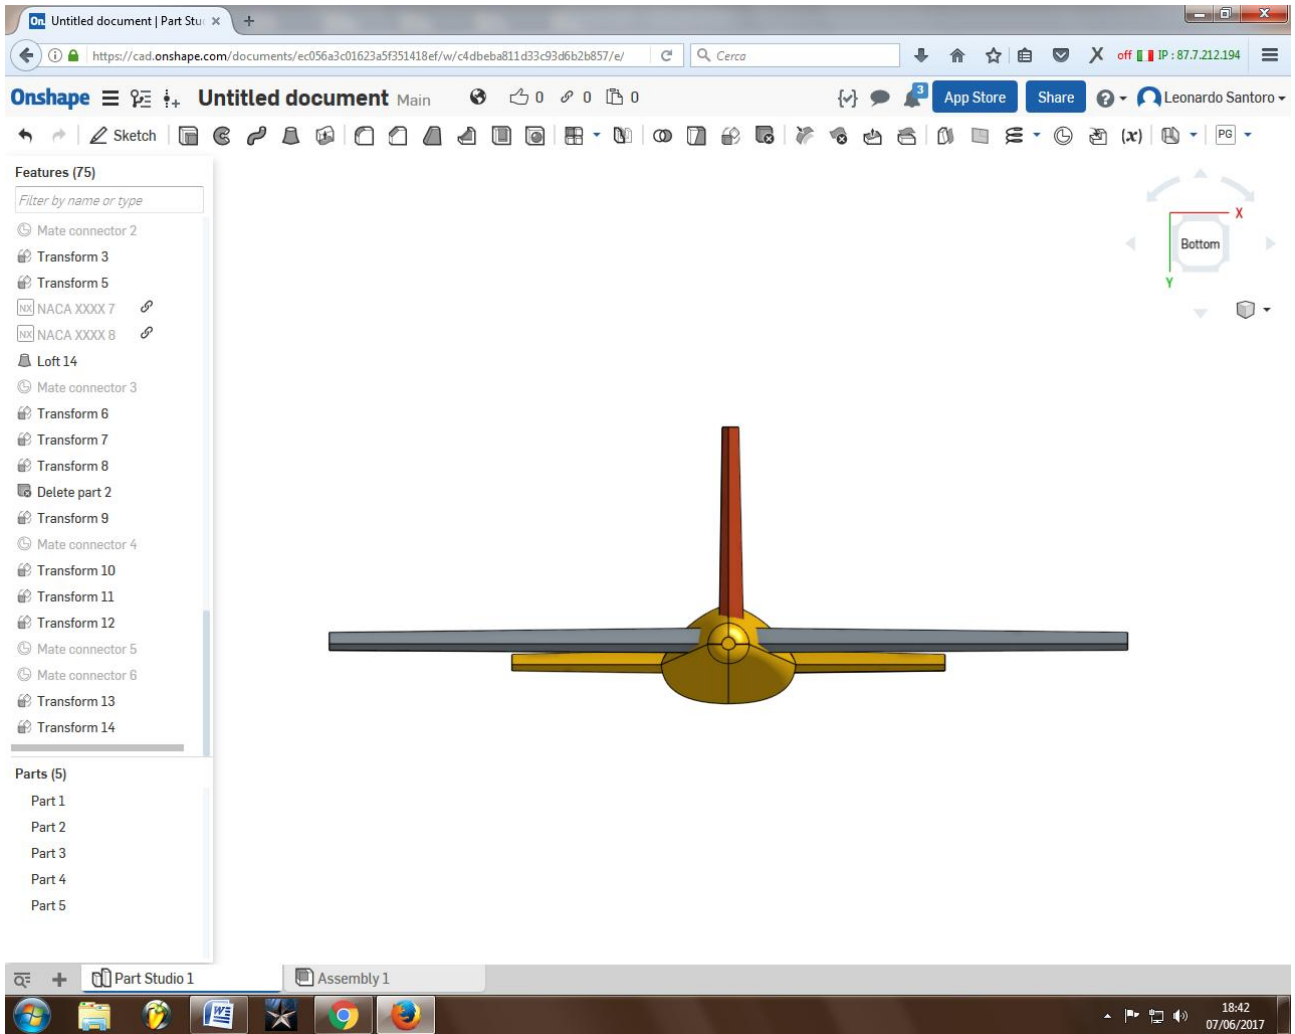 On Untitled document | Part Stu
https://cad.onshape.com/documents/ec056a3c01623a5f351418ef/w/c4dbeba811d33c93d6b2b857/e/
Cerca
off IP : 87.7.212.194
Onshape Untitled document Main 0 0 0 3 App Store Share Leonardo Santoro
Sketch (x) PG
Features (75)
Filter by name or type
Mate connector 2
Transform 3
Transform 5
NX NACA XXXX 7
NX NACA XXXX 8
Loft 14
Mate connector 3
Transform 6
Transform 7
Transform 8
Delete part 2
Transform 9
Mate connector 4
Transform 10
Transform 11
Transform 12
Mate connector 5
Mate connector 6
Transform 13
Transform 14
Parts (5)
Part 1
Part 2
Part 3
Part 4
Part 5
X
Bottom
Y
Part Studio 1 Assembly 1
18:42
07/06/2017